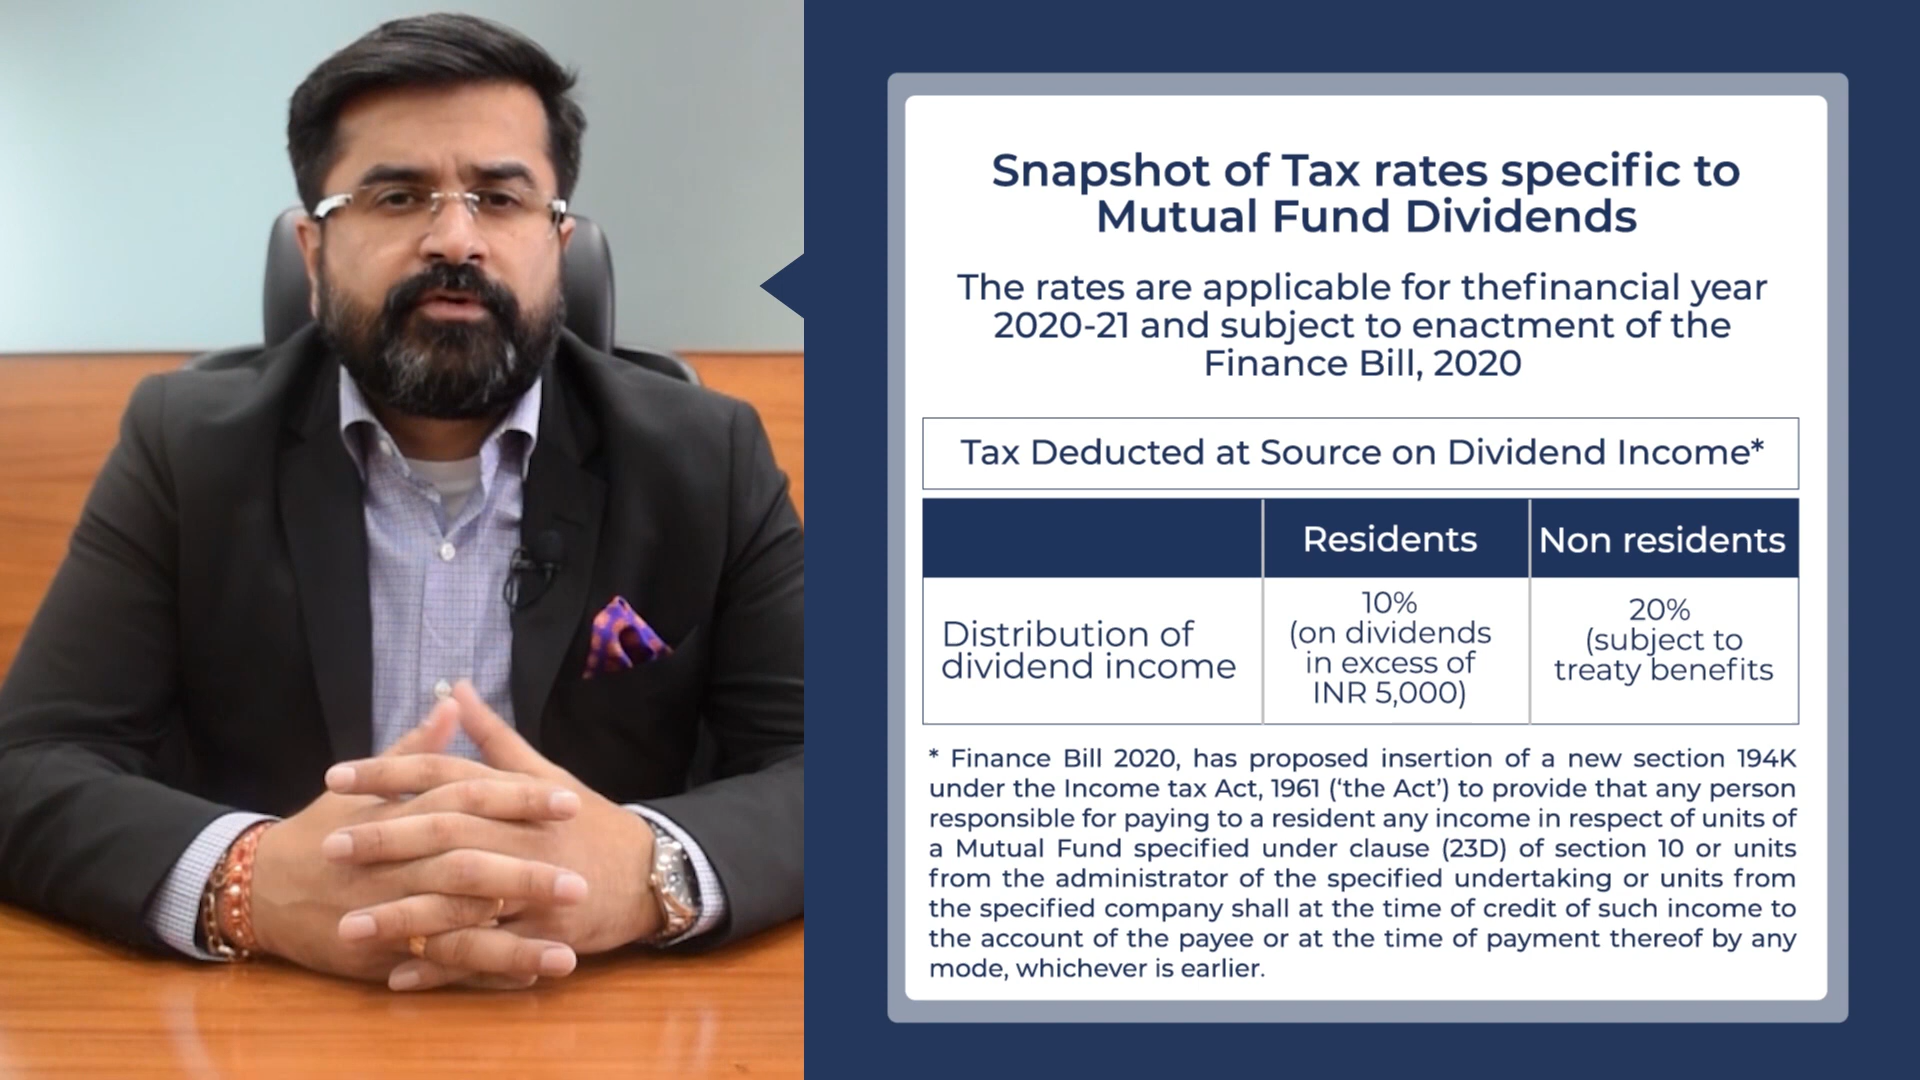 Snapshot of Tax rates specific to
Mutual Fund Dividends
The rates are applicable for thefinancial year
2020-21 and subject to enactment of the
Finance Bill, 2020
Tax Deducted at Source on Dividend Income*
Residents
Non residents
Distribution of
dividend income
10%
(on dividends
in excess of
INR 5,000)
20%
(subject to
treaty benefits
* Finance Bill 2020, has proposed insertion of a new section 194K
under the Income tax Act, 1961 (‘the Act’) to provide that any person
responsible for paying to a resident any income in respect of units of
a Mutual Fund specified under clause (23D) of section 10 or units
from the administrator of the specified undertaking or units from
the specified company shall at the time of credit of such income to
the account of the payee or at the time of payment thereof by any
mode, whichever is earlier.